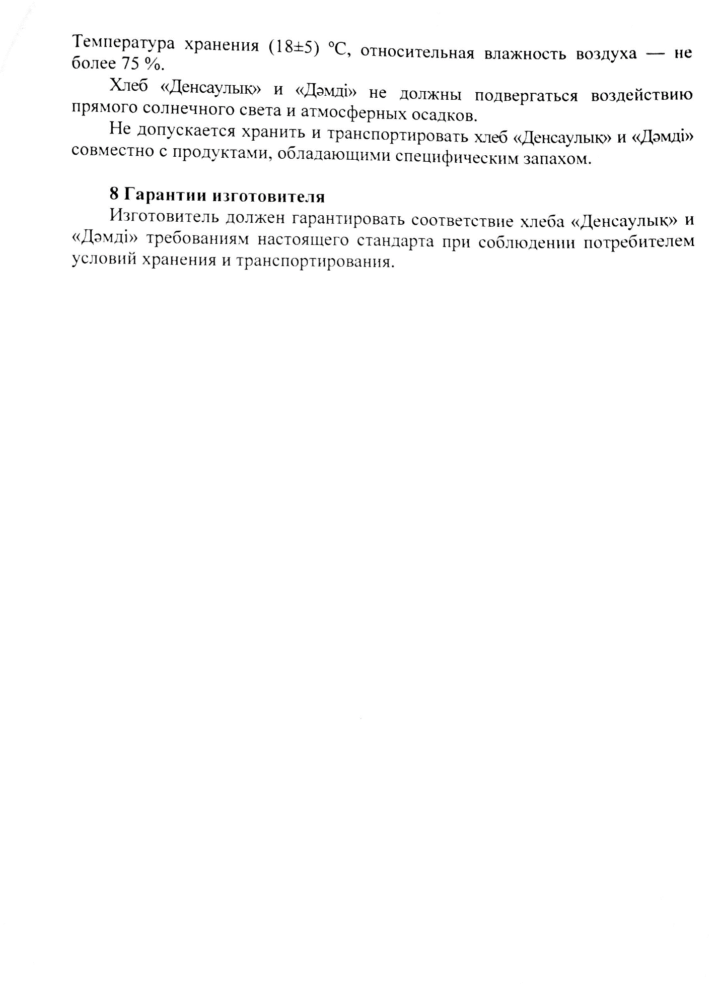 Температура хранения (18±5) °С, относительная влажность воздуха — не
более 75 %.
Хлеб «Денсаулық» и «Дәмді» не должны подвергаться воздействию
прямого солнечного света и атмосферных осадков.
Не допускается хранить и транспортировать хлеб «Денсаулық» и «Дәмді»
совместно с продуктами, обладающими специфическим запахом.
8 Гарантии изготовителя
Изготовитель должен гарантировать соответствие хлеба «Денсаулық» и
«Дәмді» требованиям настоящего стандарта при соблюдении потребителем
условий хранения и транспортирования.